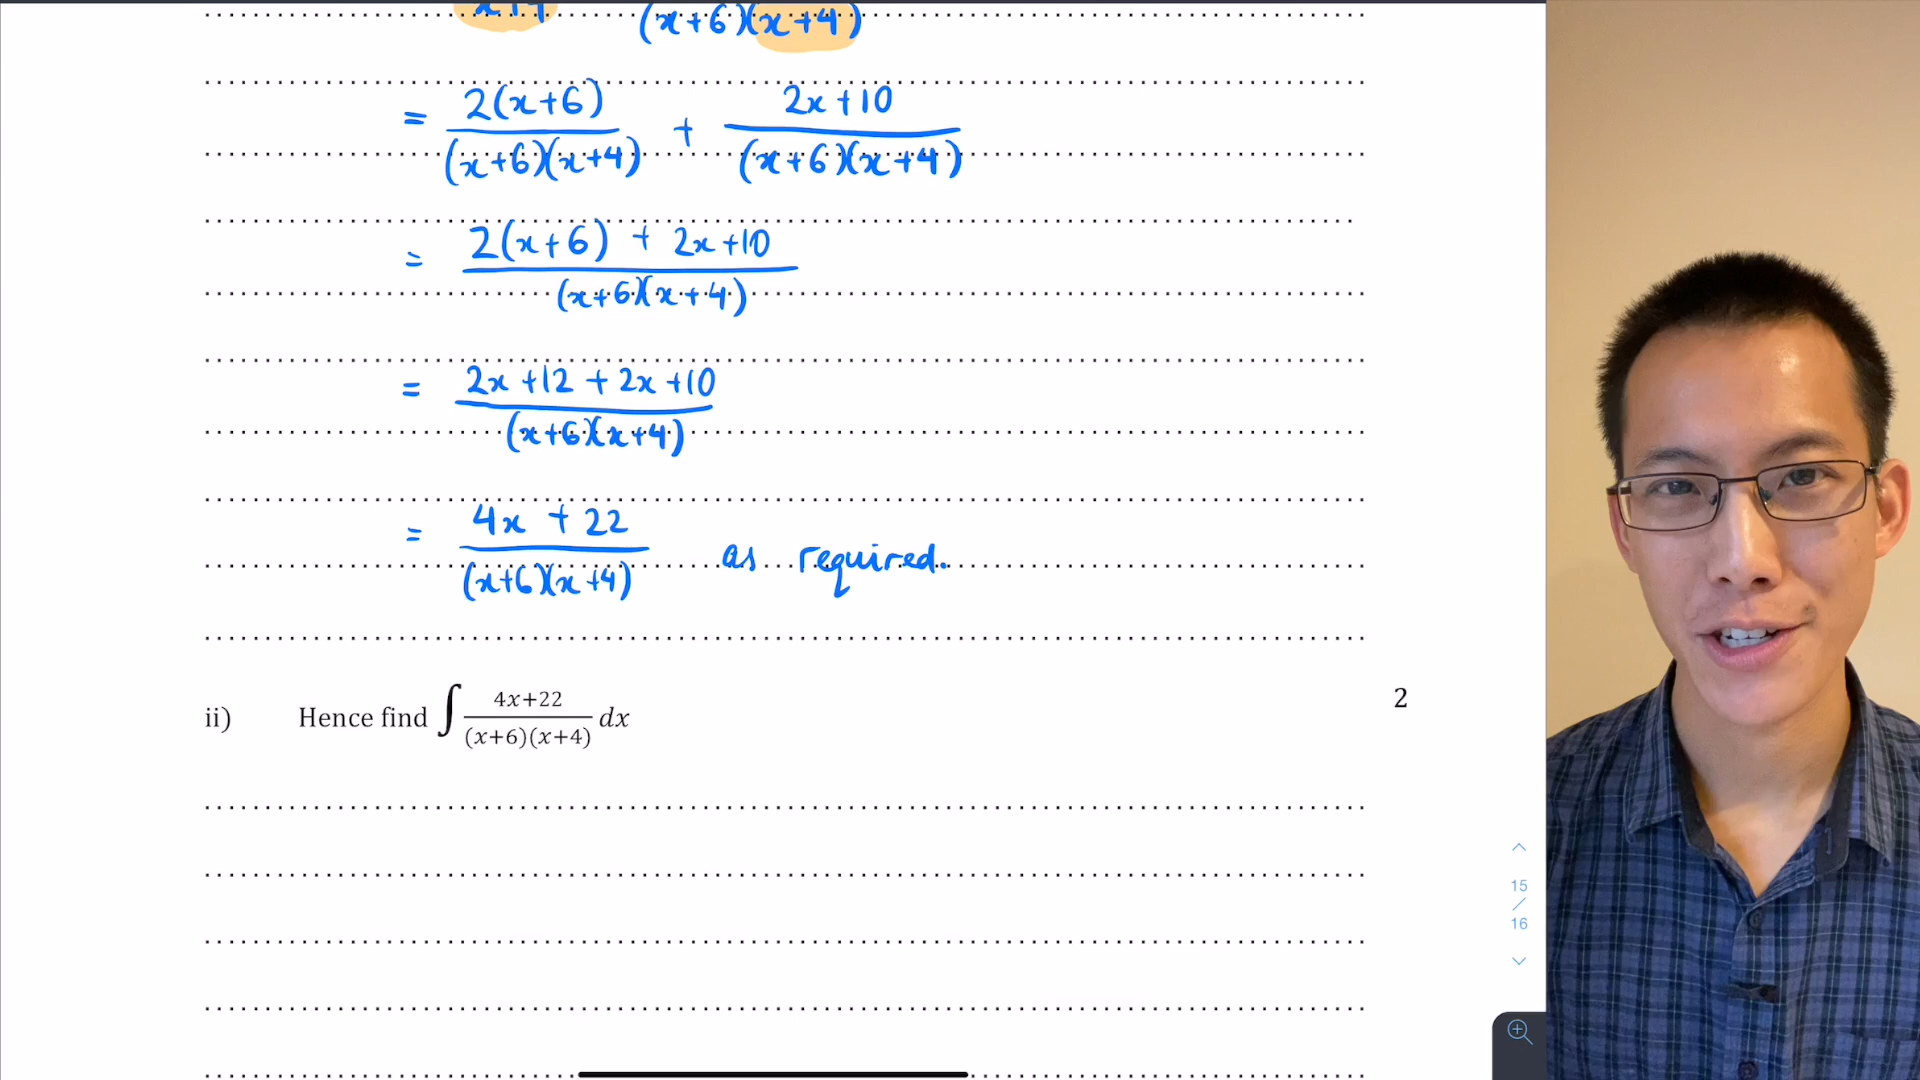 x+4 (x+6)(x+4)
= 2(x+6) / (x+6)(x+4) + 2x+10 / (x+6)(x+4)
= 2(x+6) + 2x+10 / (x+6)(x+4)
= 2x+12+2x+10 / (x+6)(x+4)
= 4x+22 / (x+6)(x+4) as required.
ii) Hence find ∫ 4x+22 / (x+6)(x+4) dx 2
15
/
16